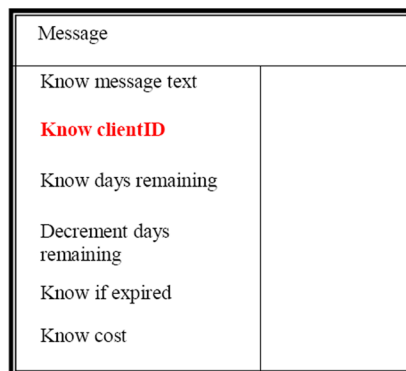 Message
Know message text
Know clientID
Know days remaining
Decrement days
remaining
Know if expired
Know cost